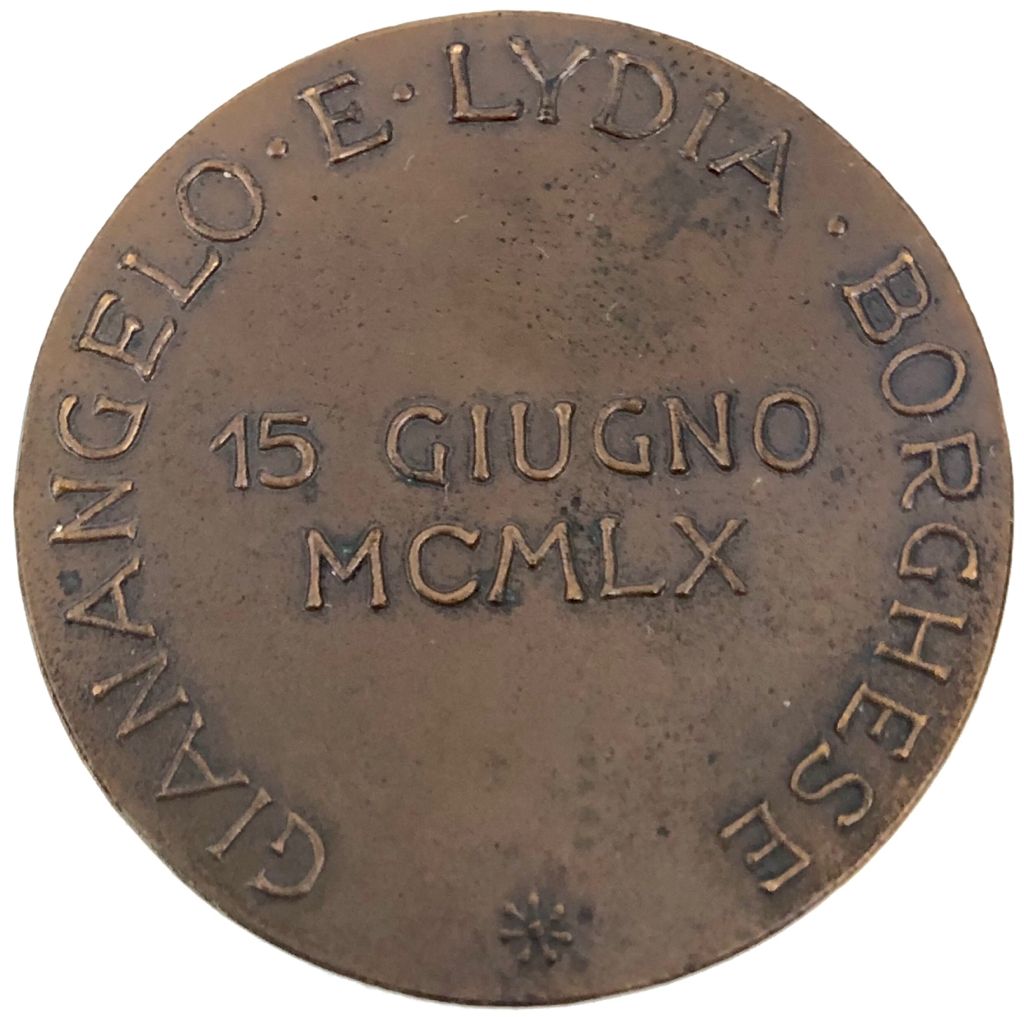 GIANANGELO · E · LYDiA · BORGHESE
15 GIUGNO
MCMLX